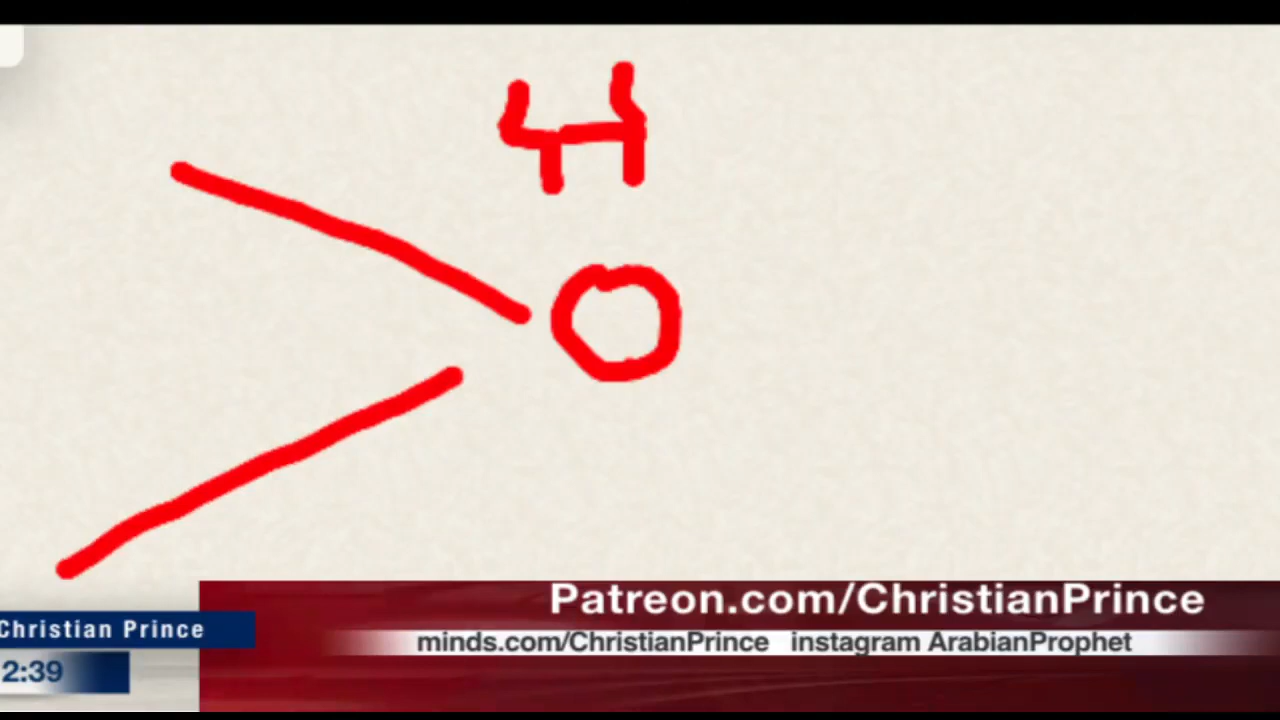 Patreon.com/ChristianPrince
Christian Prince
minds.com/ChristianPrince instagram ArabianProphet
2:39